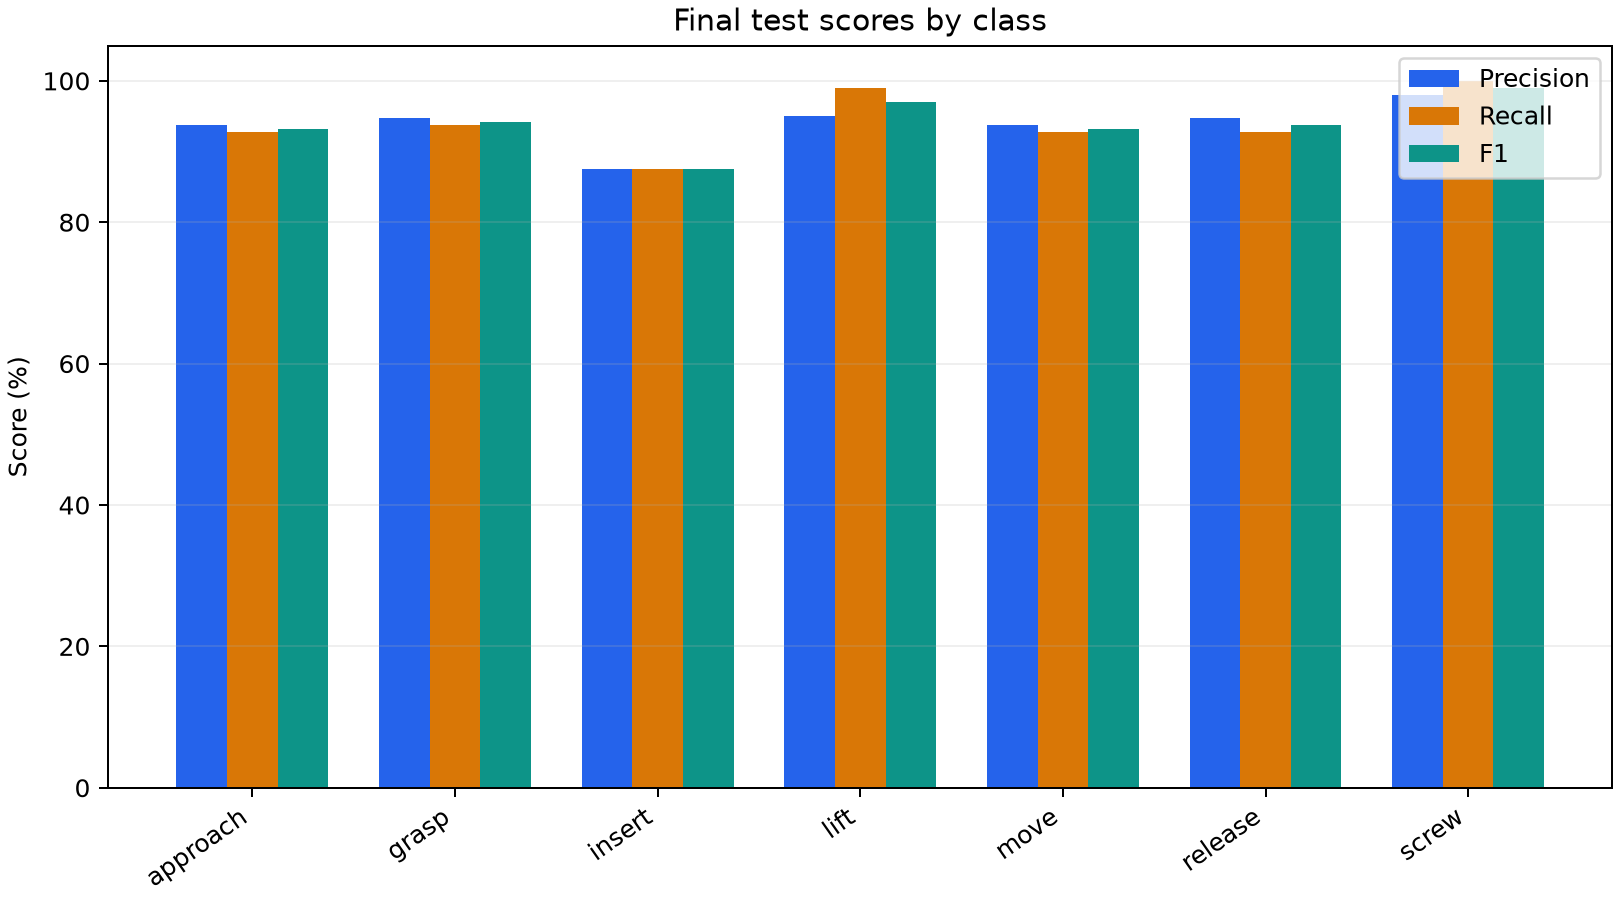 Final test scores by class
Precision
Recall
F1
Score (%)
100
80
60
40
20
0
approach
grasp
insert
lift
move
release
screw